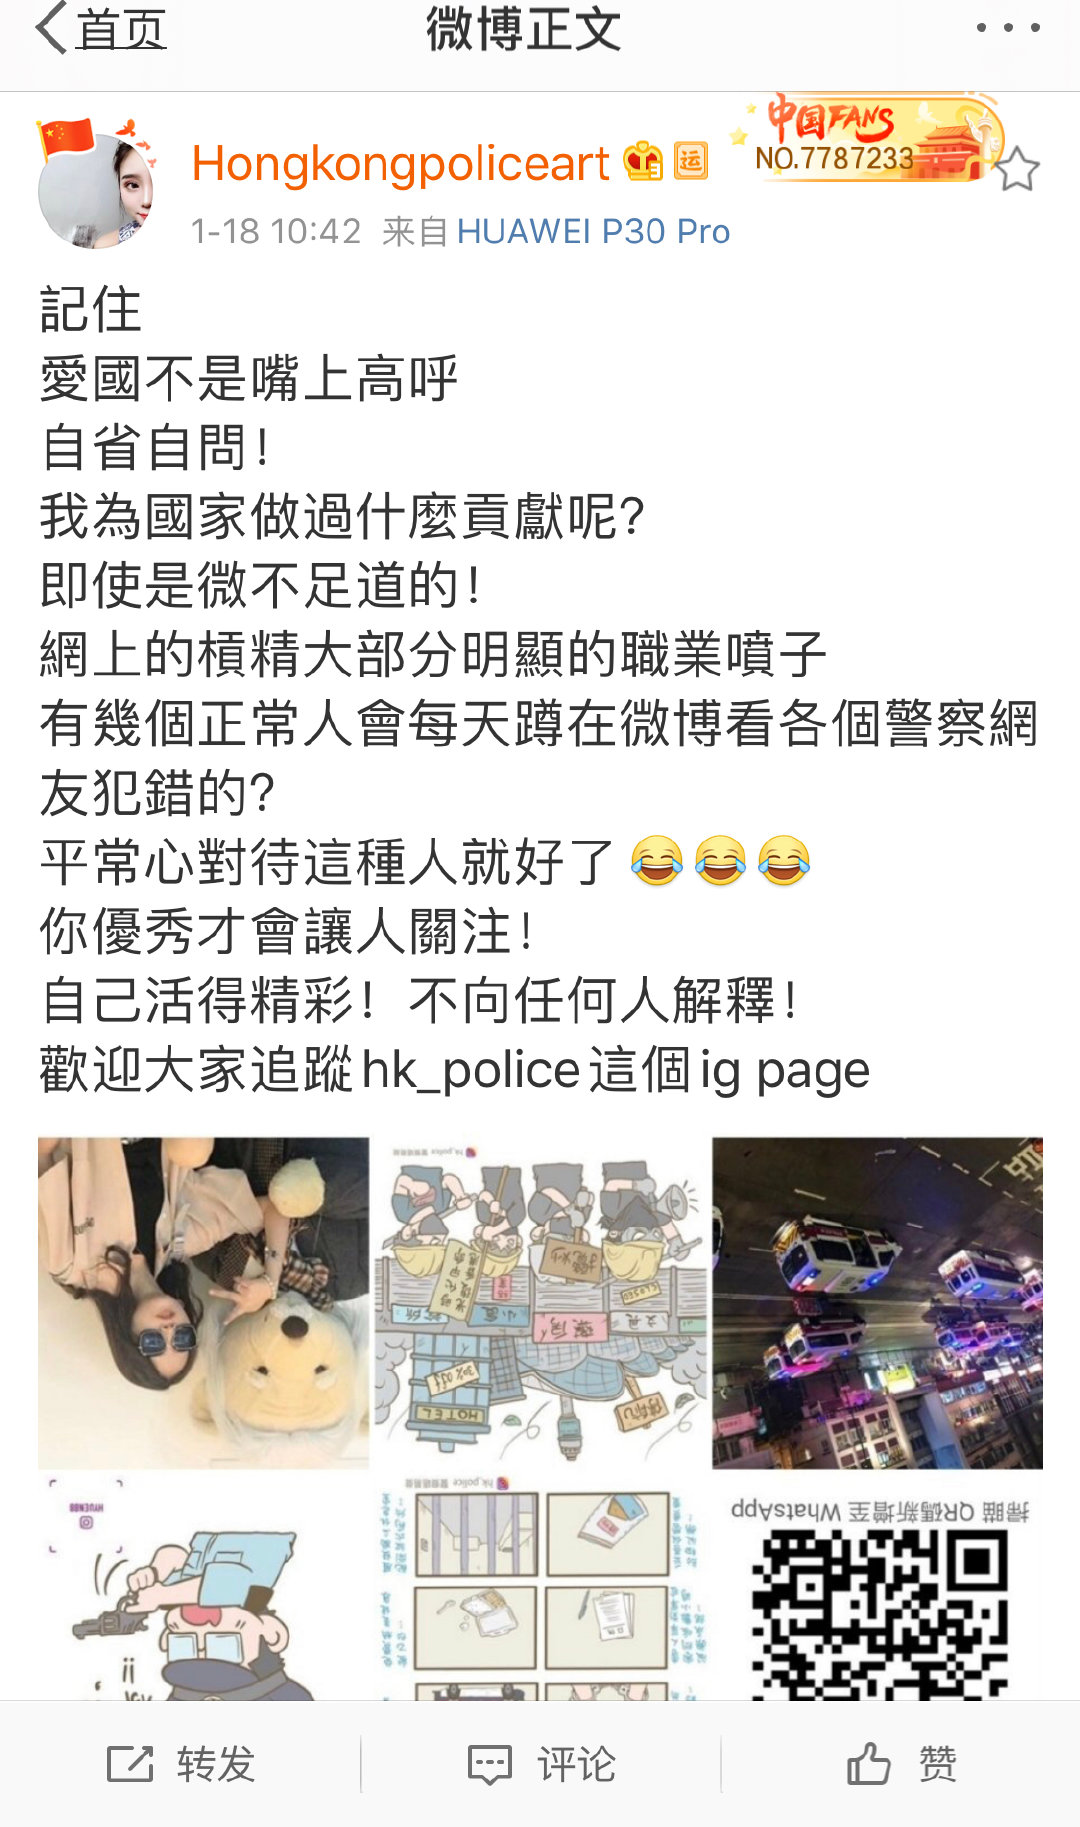 首页
微博正文
中国FANS
NO.7787233
Hongkongpoliceart
运
1-18 10:42 来自 HUAWEI P30 Pro
記住
愛國不是嘴上高呼
自省自問！
我為國家做過什麼貢獻呢？
即使是微不足道的！
網上的槓精大部分明顯的職業噴子
有幾個正常人會每天蹲在微博看各個警察網
友犯錯的？
平常心對待這種人就好了😂😂😂
你優秀才會讓人關注！
自己活得精彩！不向任何人解釋！
歡迎大家追蹤hk_police這個ig page
hk_police
CLOSED
藥房
30% OFF
HOTEL
HYUEN88
hk_police
掃瞄 QR碼新增至 WhatsApp
转发
评论
赞